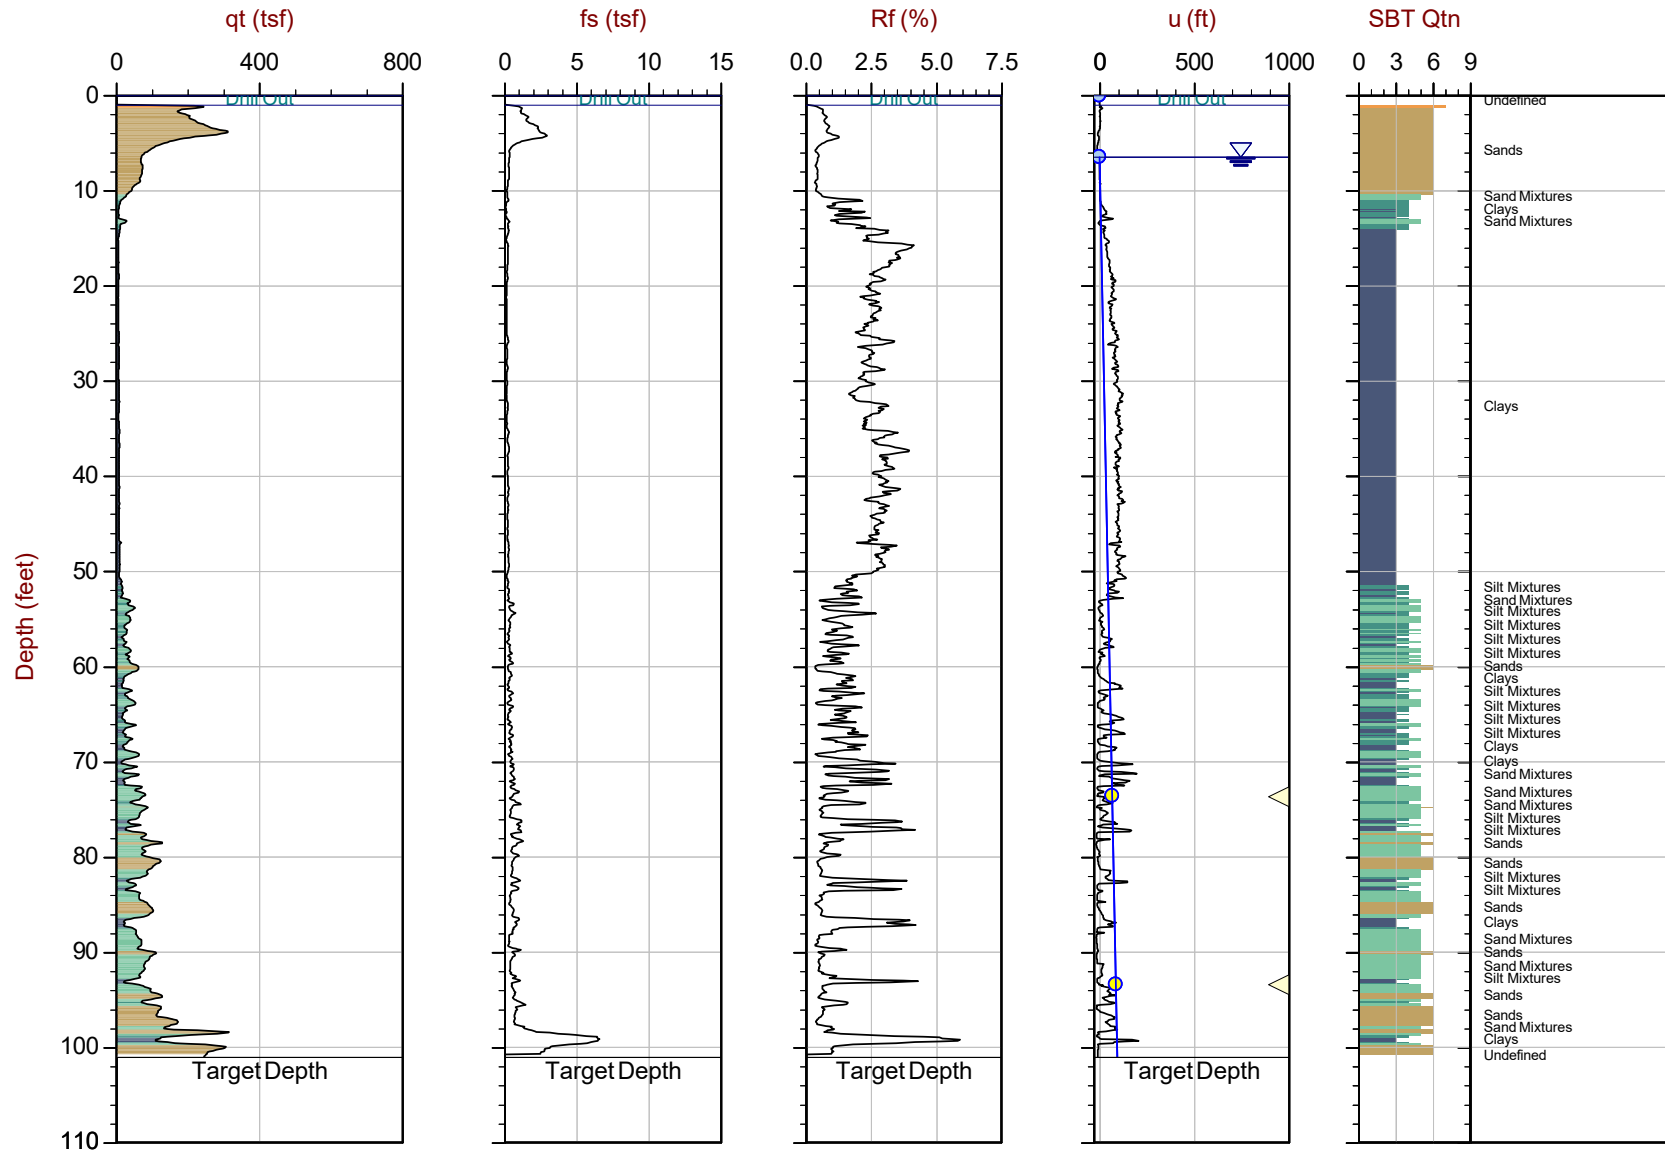 qt (tsf)
fs (tsf)
Rf (%)
u (ft)
SBT Qtn
0 400 800
0 5 10 15
0.0 2.5 5.0 7.5
0 500 1000
0 3 6 9
Depth (feet)
0
10
20
30
40
50
60
70
80
90
100
110
Drill Out
Drill Out
Drill Out
Drill Out
Undefined
Sands
Sand Mixtures
Clays
Sand Mixtures
Clays
Silt Mixtures
Sand Mixtures
Silt Mixtures
Silt Mixtures
Silt Mixtures
Silt Mixtures
Sands
Clays
Silt Mixtures
Silt Mixtures
Silt Mixtures
Silt Mixtures
Clays
Clays
Sand Mixtures
Sand Mixtures
Sand Mixtures
Silt Mixtures
Silt Mixtures
Sands
Sands
Silt Mixtures
Silt Mixtures
Sands
Clays
Sand Mixtures
Sands
Sand Mixtures
Silt Mixtures
Sands
Sands
Sand Mixtures
Clays
Undefined
Target Depth
Target Depth
Target Depth
Target Depth